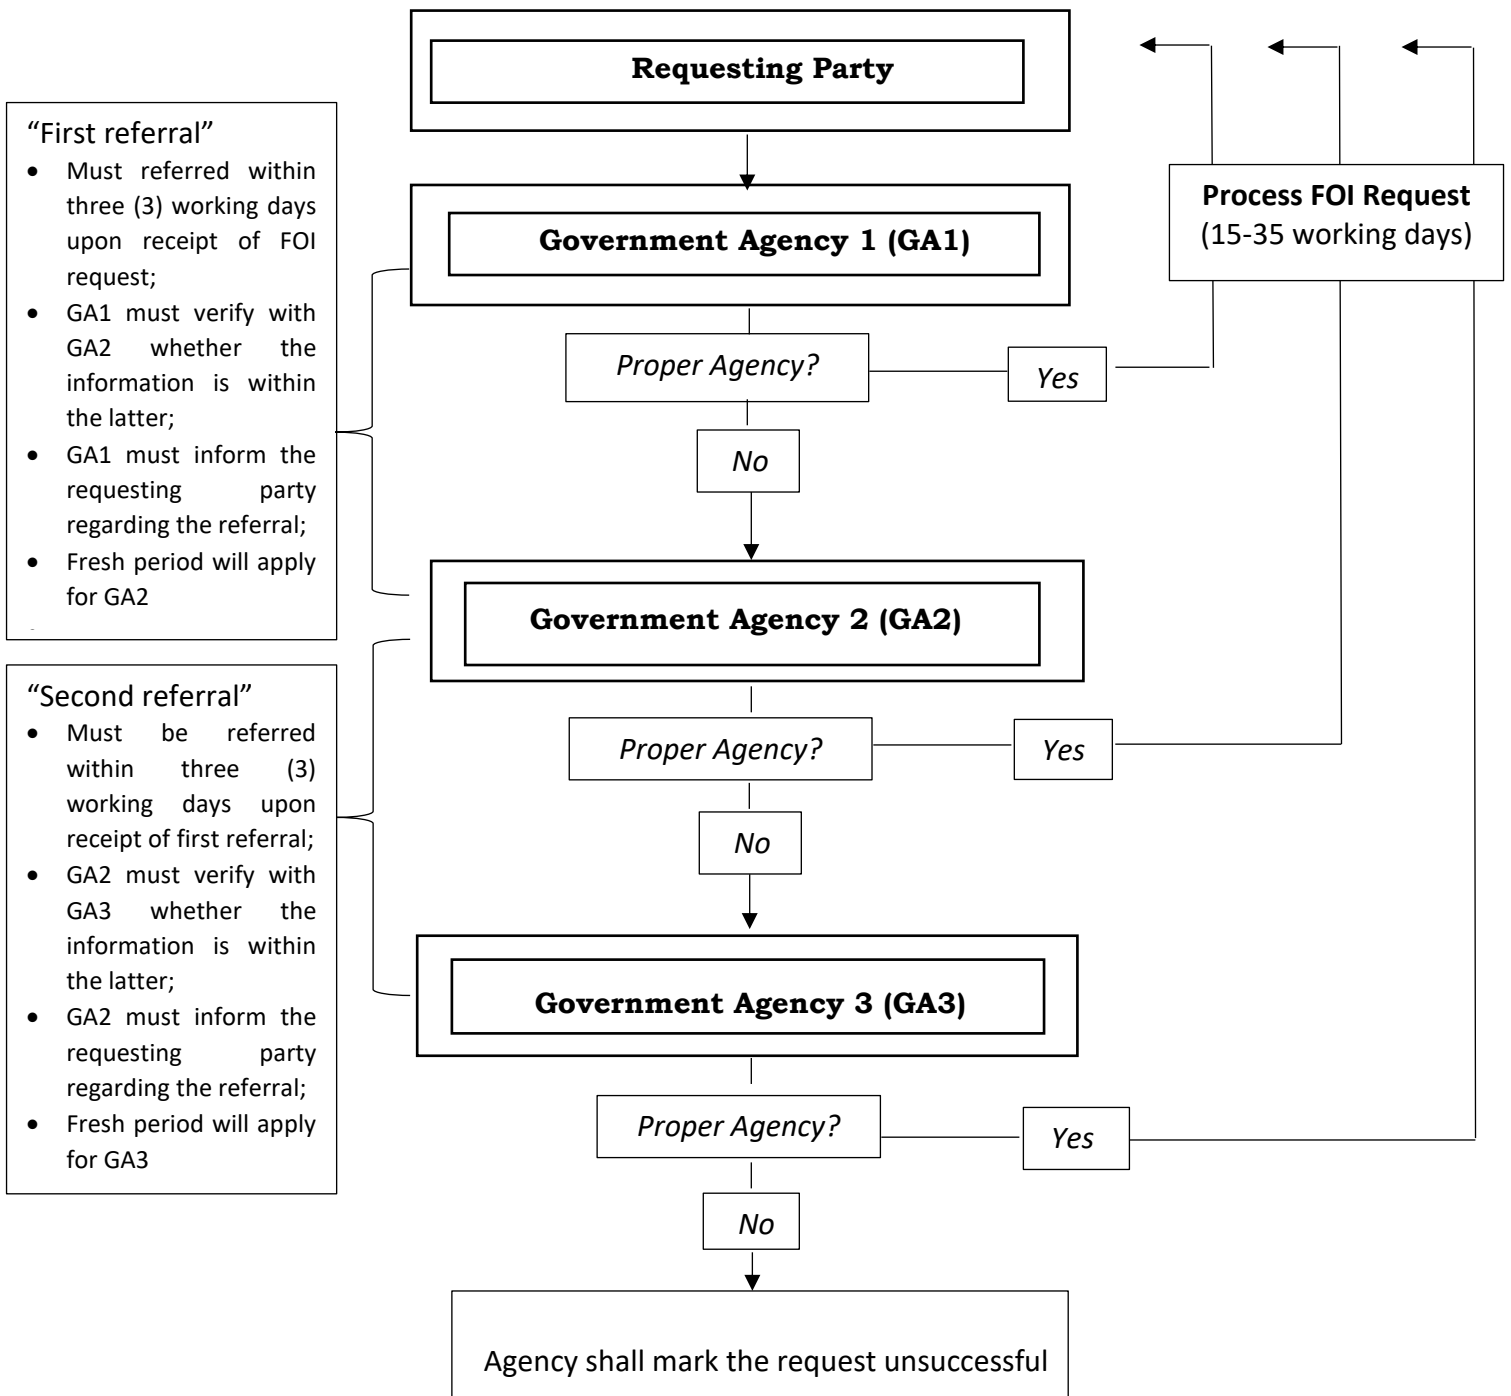 Requesting Party
“First referral”
• Must referred within
three (3) working days
upon receipt of FOI
request;
• GA1 must verify with
GA2 whether the
information is within
the latter;
• GA1 must inform the
requesting party
regarding the referral;
• Fresh period will apply
for GA2
Process FOI Request
(15-35 working days)
Government Agency 1 (GA1)
Proper Agency?
Yes
No
Government Agency 2 (GA2)
“Second referral”
• Must be referred
within three (3)
working days upon
receipt of first referral;
• GA2 must verify with
GA3 whether the
information is within
the latter;
• GA2 must inform the
requesting party
regarding the referral;
• Fresh period will apply
for GA3
Proper Agency?
Yes
No
Government Agency 3 (GA3)
Proper Agency?
Yes
No
Agency shall mark the request unsuccessful